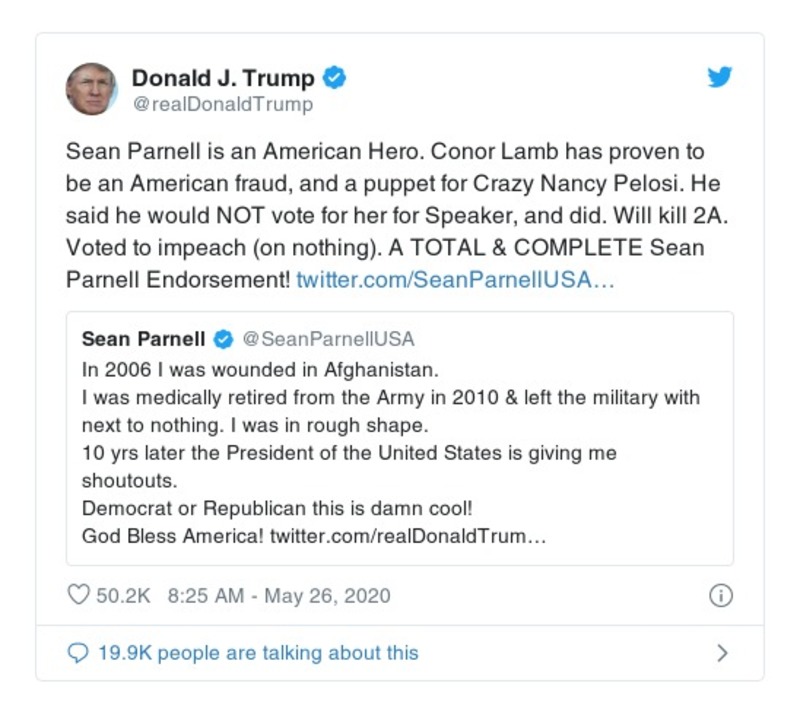 Donald J. Trump
@realDonaldTrump
Sean Parnell is an American Hero. Conor Lamb has proven to
be an American fraud, and a puppet for Crazy Nancy Pelosi. He
said he would NOT vote for her for Speaker, and did. Will kill 2A.
Voted to impeach (on nothing). A TOTAL & COMPLETE Sean
Parnell Endorsement! twitter.com/SeanParnellUSA…
Sean Parnell @SeanParnellUSA
In 2006 I was wounded in Afghanistan.
I was medically retired from the Army in 2010 & left the military with
next to nothing. I was in rough shape.
10 yrs later the President of the United States is giving me
shoutouts.
Democrat or Republican this is damn cool!
God Bless America! twitter.com/realDonaldTrum…
50.2K 8:25 AM - May 26, 2020
19.9K people are talking about this